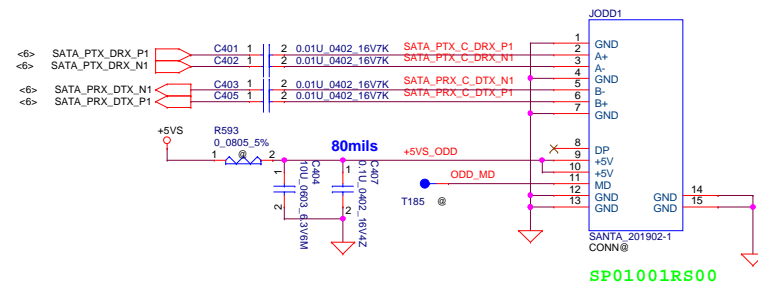 JODD1
<6> SATA_PTX_DRX_P1 C401 1 2 0.01U_0402_16V7K SATA_PTX_C_DRX_P1
<6> SATA_PTX_DRX_N1 C402 1 2 0.01U_0402_16V7K SATA_PTX_C_DRX_N1
<6> SATA_PRX_DTX_N1 C403 1 2 0.01U_0402_16V7K SATA_PRX_C_DTX_N1
<6> SATA_PRX_DTX_P1 C405 1 2 0.01U_0402_16V7K SATA_PRX_C_DTX_P1
1 GND
2 A+
3 A-
4 GND
5 B-
6 B+
7 GND
+5VS
R593
0_0805_5%
1 @ 2
80mils
+5VS_ODD
8 DP
9 +5V
10 +5V
11 MD
12 GND
13 GND
GND 14
GND 15
C404
10U_0603_6.3V6M
1
2
C407
0.1U_0402_16V4Z
1
2
ODD_MD
T185 @
SANTA_201902-1
CONN@
SP01001RS00